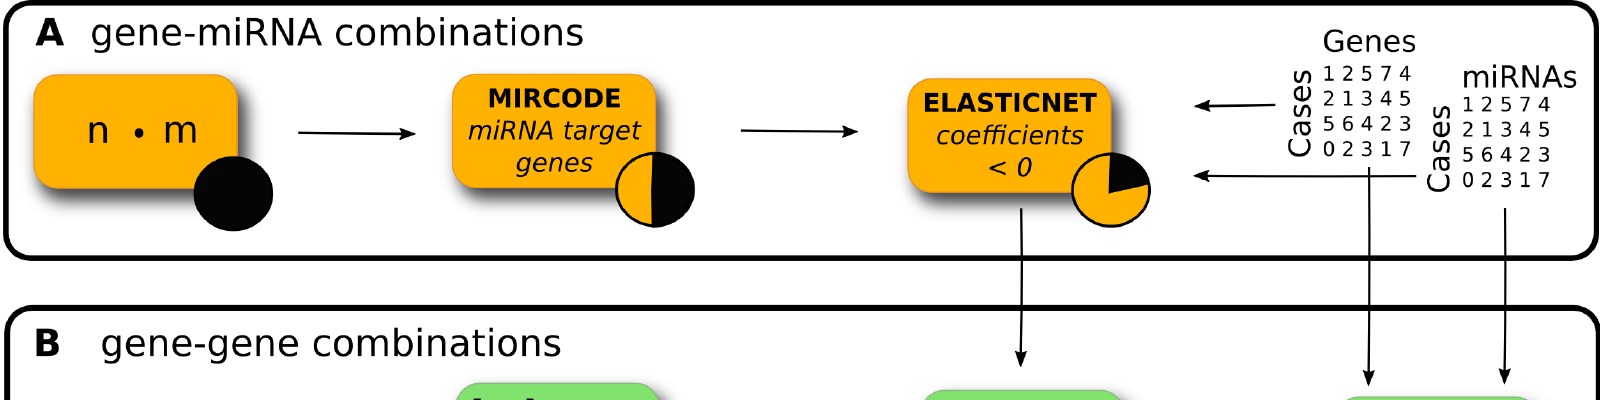 A gene-miRNA combinations
n • m
MIRCODE
miRNA target
genes
ELASTICNET
coefficients
< 0
Genes
Cases
1 2 5 7 4
2 1 3 4 5
5 6 4 2 3
0 2 3 1 7
miRNAs
Cases
1 2 5 7 4
2 1 3 4 5
5 6 4 2 3
0 2 3 1 7
B gene-gene combinations